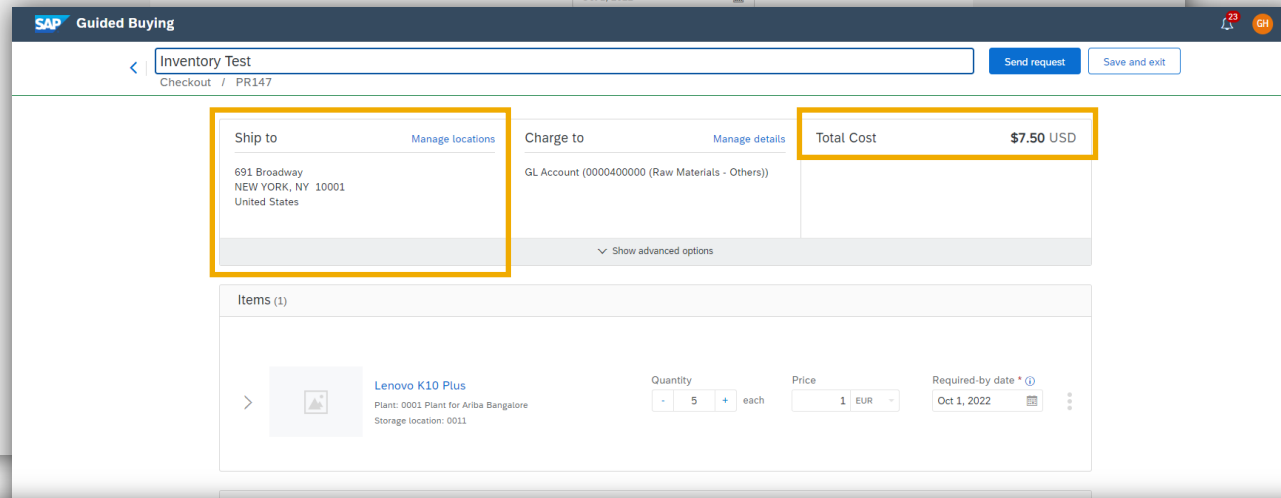 SAP Guided Buying
23
GH
Inventory Test
Send request
Save and exit
Checkout / PR147
Ship to
Manage locations
691 Broadway
NEW YORK, NY 10001
United States
Charge to
Manage details
GL Account (0000400000 (Raw Materials - Others))
Total Cost
$7.50 USD
Show advanced options
Items (1)
Lenovo K10 Plus
Plant: 0001 Plant for Ariba Bangalore
Storage location: 0011
Quantity
- 5 + each
Price
1 EUR
Required-by date *
Oct 1, 2022